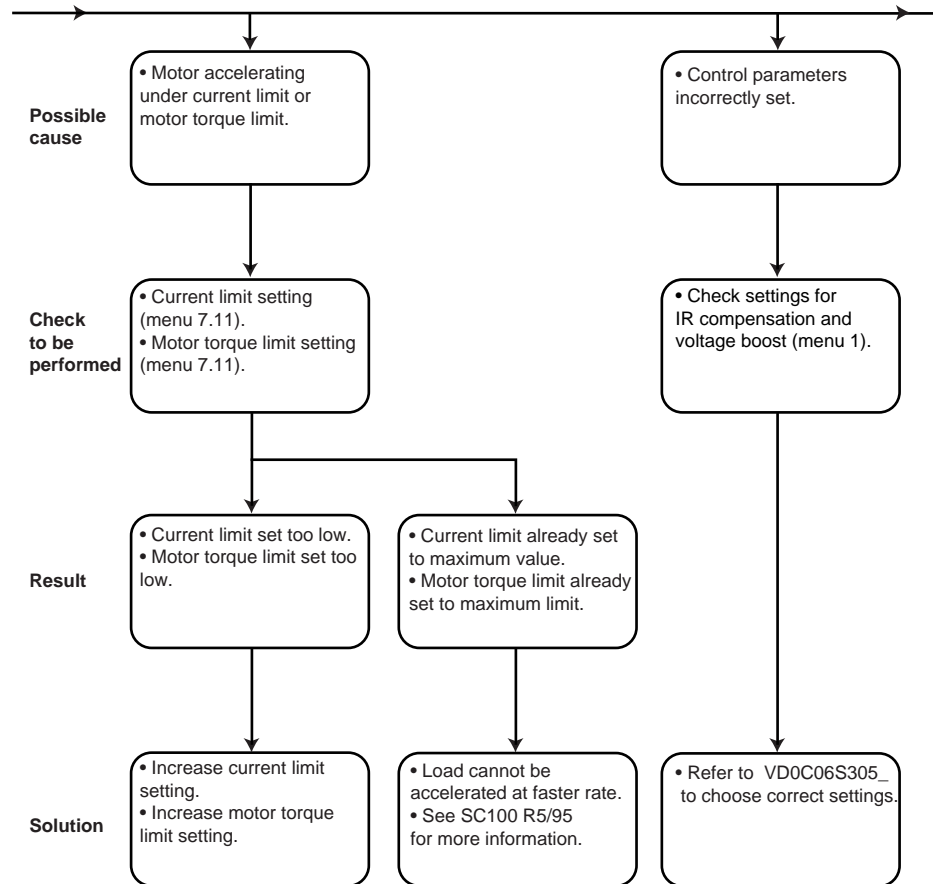 Possible
cause
• Motor accelerating
under current limit or
motor torque limit.
• Control parameters
incorrectly set.
Check
to be
performed
• Current limit setting
(menu 7.11).
• Motor torque limit setting
(menu 7.11).
• Check settings for
IR compensation and
voltage boost (menu 1).
Result
• Current limit set too low.
• Motor torque limit set too
low.
• Current limit already set
to maximum value.
• Motor torque limit already
set to maximum limit.
Solution
• Increase current limit
setting.
• Increase motor torque
limit setting.
• Load cannot be
accelerated at faster rate.
• See SC100 R5/95
for more information.
• Refer to VD0C06S305_
to choose correct settings.